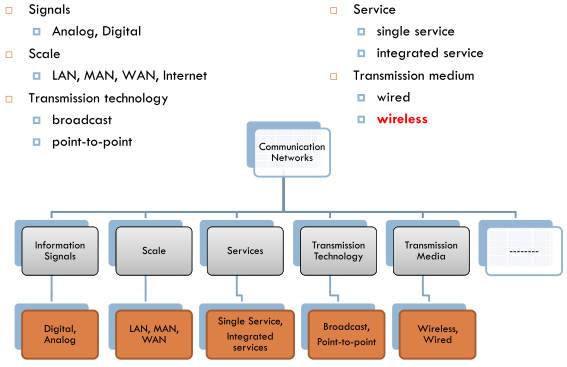 Signals
Analog, Digital
Scale
LAN, MAN, WAN, Internet
Transmission technology
broadcast
point-to-point
Service
single service
integrated service
Transmission medium
wired
wireless
Communication
Networks
Information
Signals
Scale
Services
Transmission
Technology
Transmission
Media
--------
Digital,
Analog
LAN, MAN,
WAN
Single Service,
Integrated
services
Broadcast,
Point-to-point
Wireless,
Wired